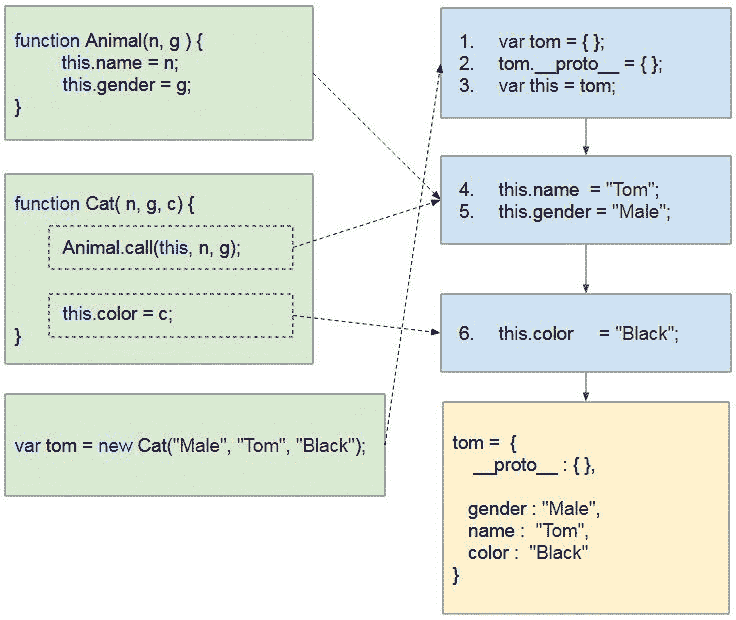 function Animal(n, g ) {
this.name = n;
this.gender = g;
}
function Cat( n, g, c) {
Animal.call(this, n, g);
this.color = c;
}
var tom = new Cat("Male", "Tom", "Black");
1. var tom = { };
2. tom.__proto__ = { };
3. var this = tom;
4. this.name = "Tom";
5. this.gender = "Male";
6. this.color = "Black";
tom = {
__proto__ : { },
gender : "Male",
name : "Tom",
color : "Black"
}